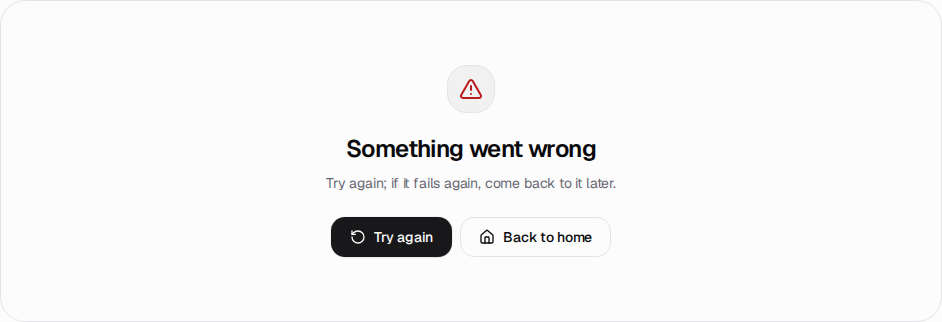 Something went wrong
Try again; if it fails again, come back to it later.
Try again
Back to home